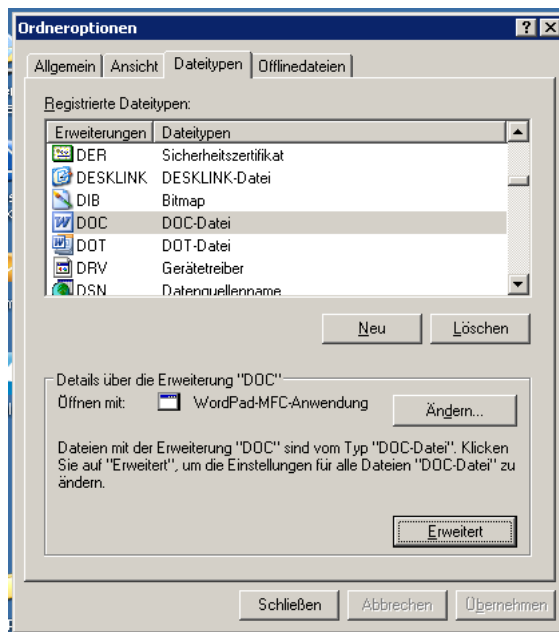 Ordneroptionen
Allgemein Ansicht Dateitypen Offlinedateien
Registrierte Dateitypen:
Erweiterungen Dateitypen
DER Sicherheitszertifikat
DESKLINK DESKLINK-Datei
DIB Bitmap
DOC DOC-Datei
DOT DOT-Datei
DRV Gerätetreiber
DSN Datenquellenname
Neu Löschen
Details über die Erweiterung "DOC"
Öffnen mit: WordPad-MFC-Anwendung Ändern...
Dateien mit der Erweiterung "DOC" sind vom Typ "DOC-Datei". Klicken
Sie auf "Erweitert", um die Einstellungen für alle Dateien "DOC-Datei" zu
ändern.
Erweitert
Schließen Abbrechen Übernehmen